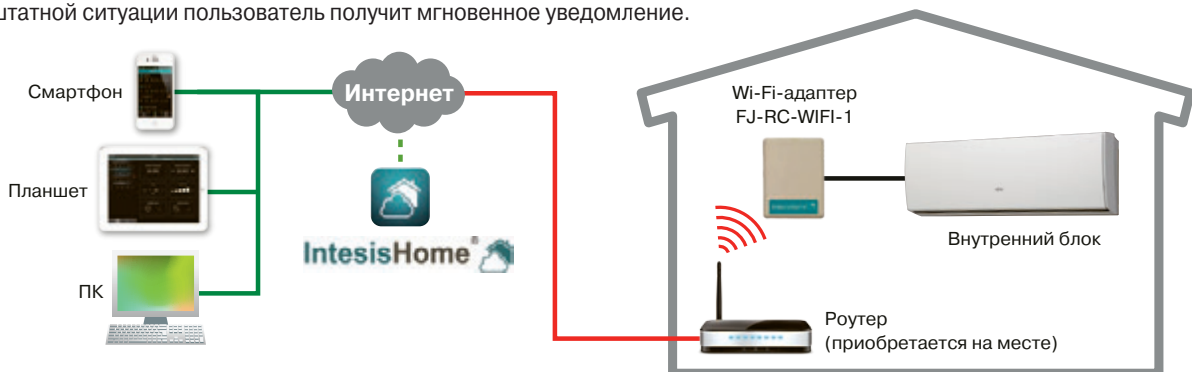 штатной ситуации пользователь получит мгновенное уведомление.
Смартфон
Интернет
Wi-Fi-адаптер
FJ-RC-WIFI-1
Планшет
IntesisHome®
Внутренний блок
ПК
Роутер
(приобретается на месте)